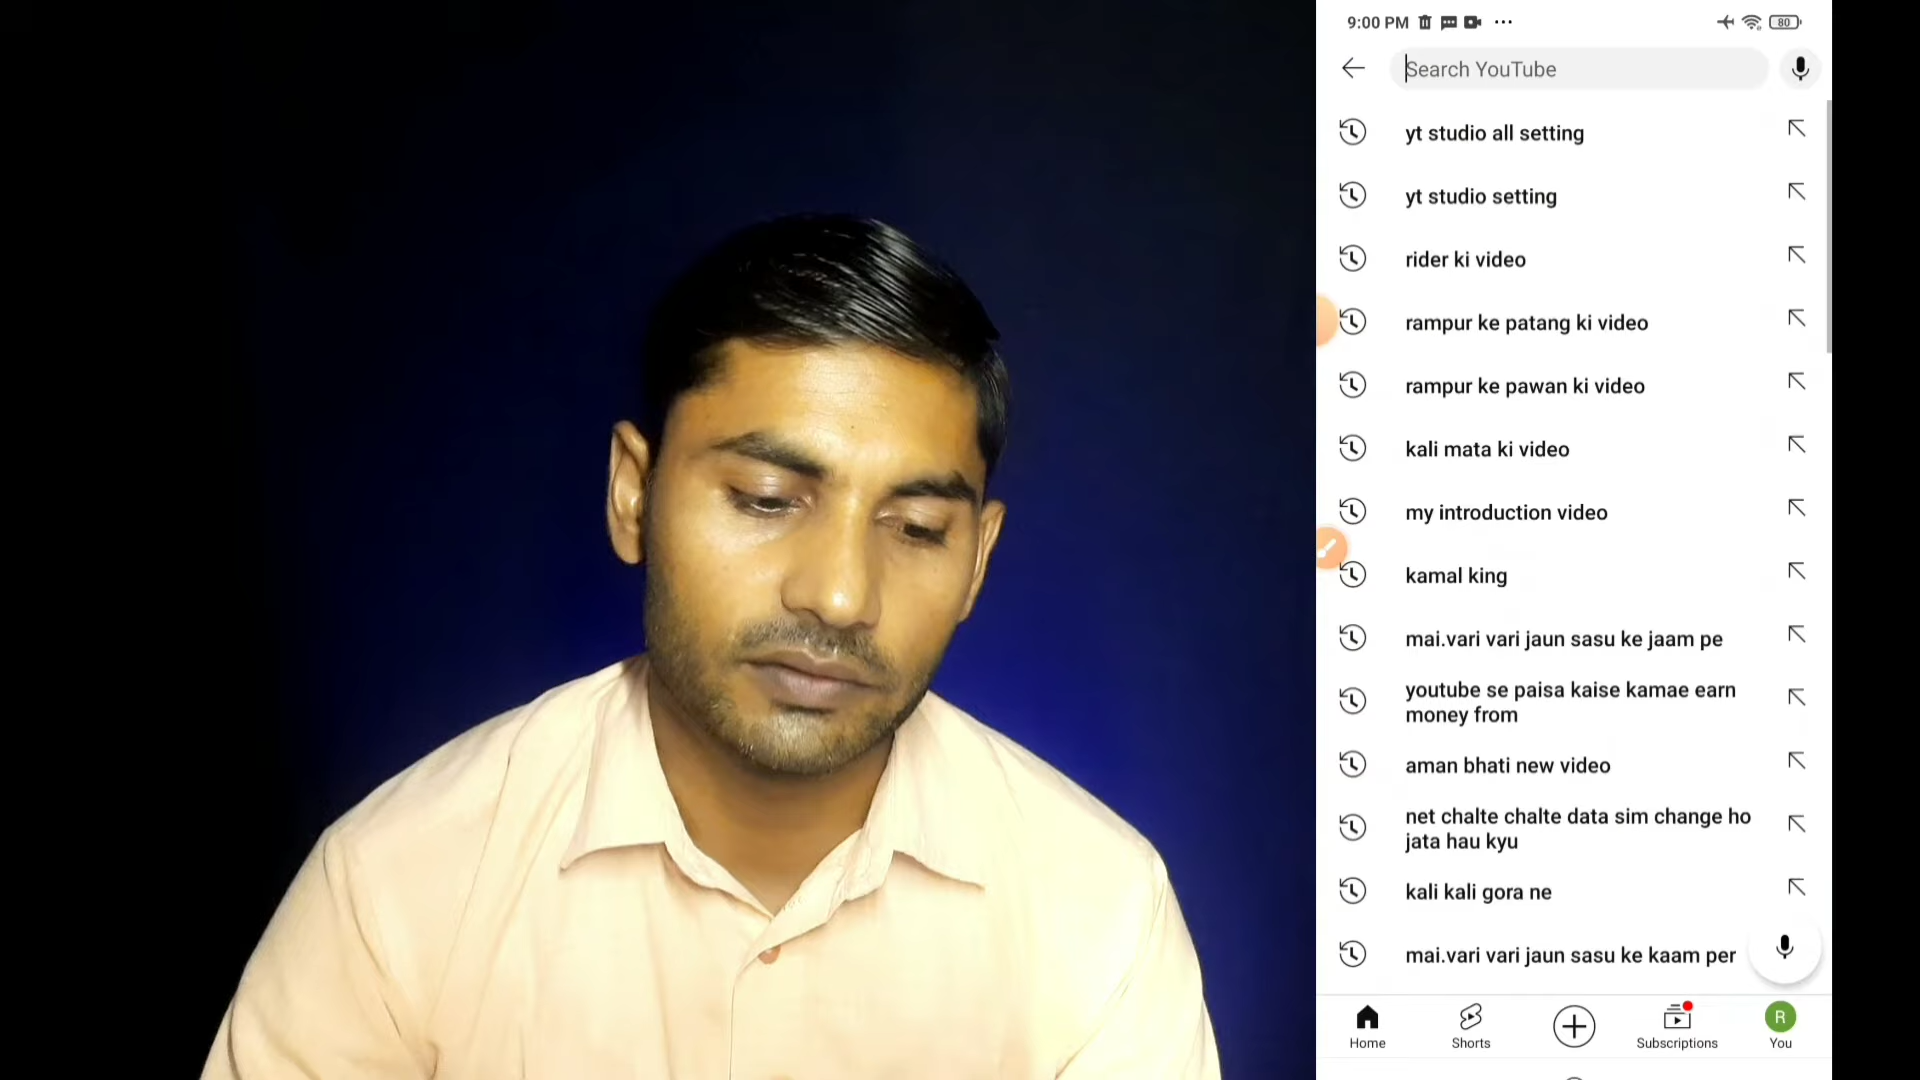 9:00 PM
80
Search YouTube
yt studio all setting
yt studio setting
rider ki video
rampur ke patang ki video
rampur ke pawan ki video
kali mata ki video
my introduction video
kamal king
mai.vari vari jaun sasu ke jaam pe
youtube se paisa kaise kamae earn
money from
aman bhati new video
net chalte chalte data sim change ho
jata hau kyu
kali kali gora ne
mai.vari vari jaun sasu ke kaam per
R
Home
Shorts
Subscriptions
You